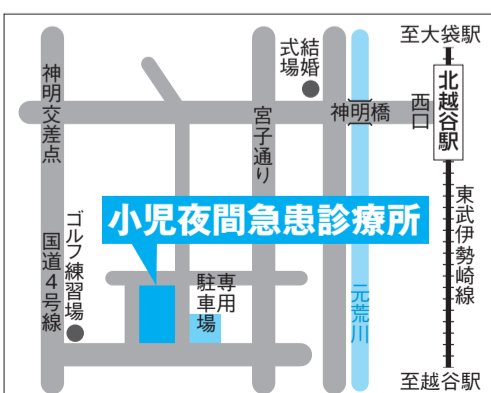 至大袋駅
北越谷駅
西口
神明橋
結婚
式場
宮子通り
神明交差点
小児夜間急患診療所
ゴルフ練習場
国道4号線
専用
駐車場
元荒川
東武伊勢崎線
至越谷駅